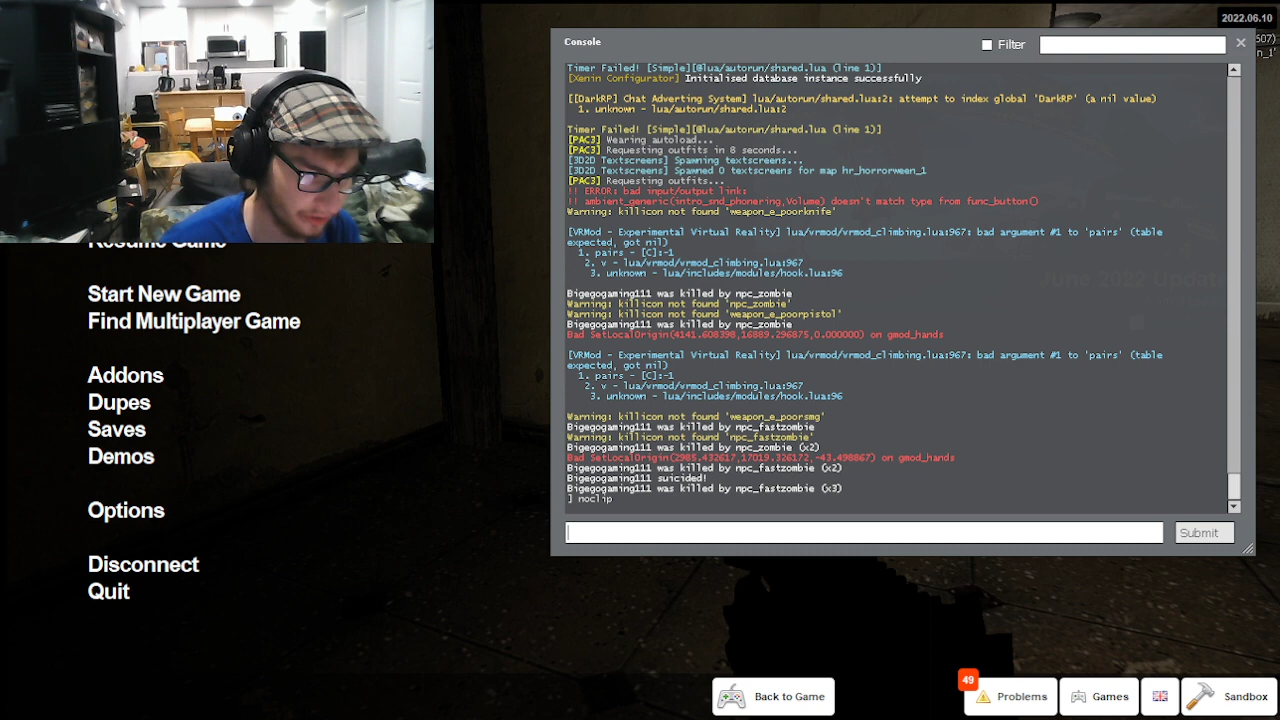 2022.06.10
Console
Filter
507)
n_1'
Timer Failed! [Simple][@lua/autorun/shared.lua (line 1)]
[Xenin Configurator] Initialised database instance successfully
[[DarkRP] Chat Adverting System] lua/autorun/shared.lua:2: attempt to index global 'DarkRP' (a nil value)
1. unknown - lua/autorun/shared.lua:2
Timer Failed! [Simple][@lua/autorun/shared.lua (line 1)]
[PAC3] Wearing autoload...
[PAC3] Requesting outfits in 8 seconds...
[3D2D Textscreens] Spawning textscreens...
[3D2D Textscreens] Spawned 0 textscreens for map hr_horrorween_1
[PAC3] Requesting outfits...
!! ERROR: bad input/output link:
!! ambient_generic(intro_snd_phonering,Volume) doesn't match type from func_button()
Warning: killicon not found 'weapon_e_poorknife'
[VRMod - Experimental Virtual Reality] lua/vrmod/vrmod_climbing.lua:967: bad argument #1 to 'pairs' (table
expected, got nil)
1. pairs - [C]:-1
2. v - lua/vrmod/vrmod_climbing.lua:967
3. unknown - lua/includes/modules/hook.lua:96
Bigegogaming111 was killed by npc_zombie
Warning: killicon not found 'npc_zombie'
Warning: killicon not found 'weapon_e_poorpistol'
Bigegogaming111 was killed by npc_zombie
Bad SetLocalOrigin(4141.608398,16889.296875,0.000000) on gmod_hands
[VRMod - Experimental Virtual Reality] lua/vrmod/vrmod_climbing.lua:967: bad argument #1 to 'pairs' (table
expected, got nil)
1. pairs - [C]:-1
2. v - lua/vrmod/vrmod_climbing.lua:967
3. unknown - lua/includes/modules/hook.lua:96
Warning: killicon not found 'weapon_e_poorsmg'
Bigegogaming111 was killed by npc_fastzombie
Warning: killicon not found 'npc_fastzombie'
Bigegogaming111 was killed by npc_zombie (x2)
Bad SetLocalOrigin(2985.432617,17019.326172,-43.498867) on gmod_hands
Bigegogaming111 was killed by npc_fastzombie (x2)
Bigegogaming111 suicided!
Bigegogaming111 was killed by npc_fastzombie (x3)
] noclip
Submit
June 2022 Update
Resume Game
Start New Game
Find Multiplayer Game
Addons
Dupes
Saves
Demos
Options
Disconnect
Quit
Back to Game
49
Problems
Games
Sandbox